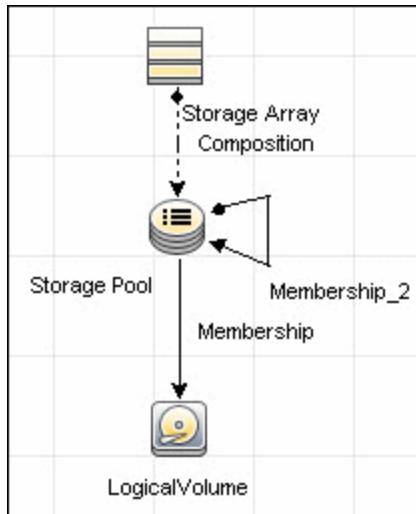 Storage Array
Composition
Storage Pool
Membership_2
Membership
LogicalVolume